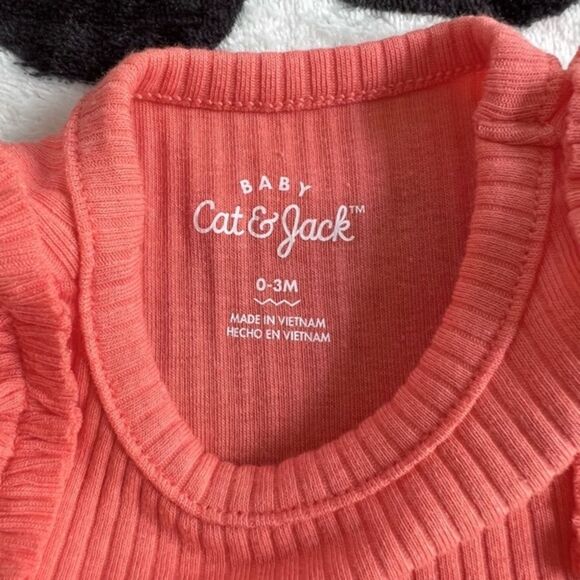 BABY
Cat & Jack™
0-3M
MADE IN VIETNAM
HECHO EN VIETNAM